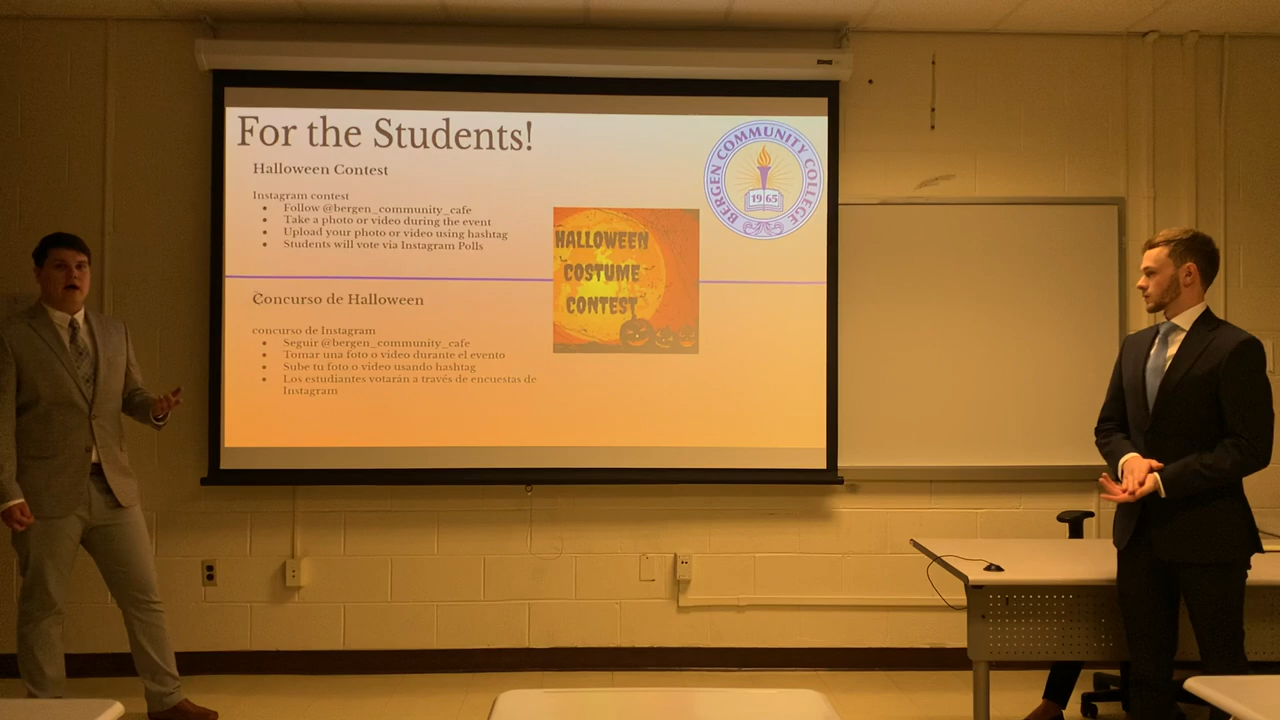 For the Students!
Halloween Contest
Instagram contest
Follow @bergen_community_cafe
Take a photo or video during the event
Upload your photo or video using hashtag
Students will vote via Instagram Polls
HALLOWEEN
COSTUME
CONTEST
BERGEN COMMUNITY COLLEGE
1965
Concurso de Halloween
concurso de Instagram
Seguir @bergen_community_cafe
Tomar una foto o video durante el evento
Sube tu foto o video usando hashtag
Los estudiantes votarán a través de encuestas de
Instagram